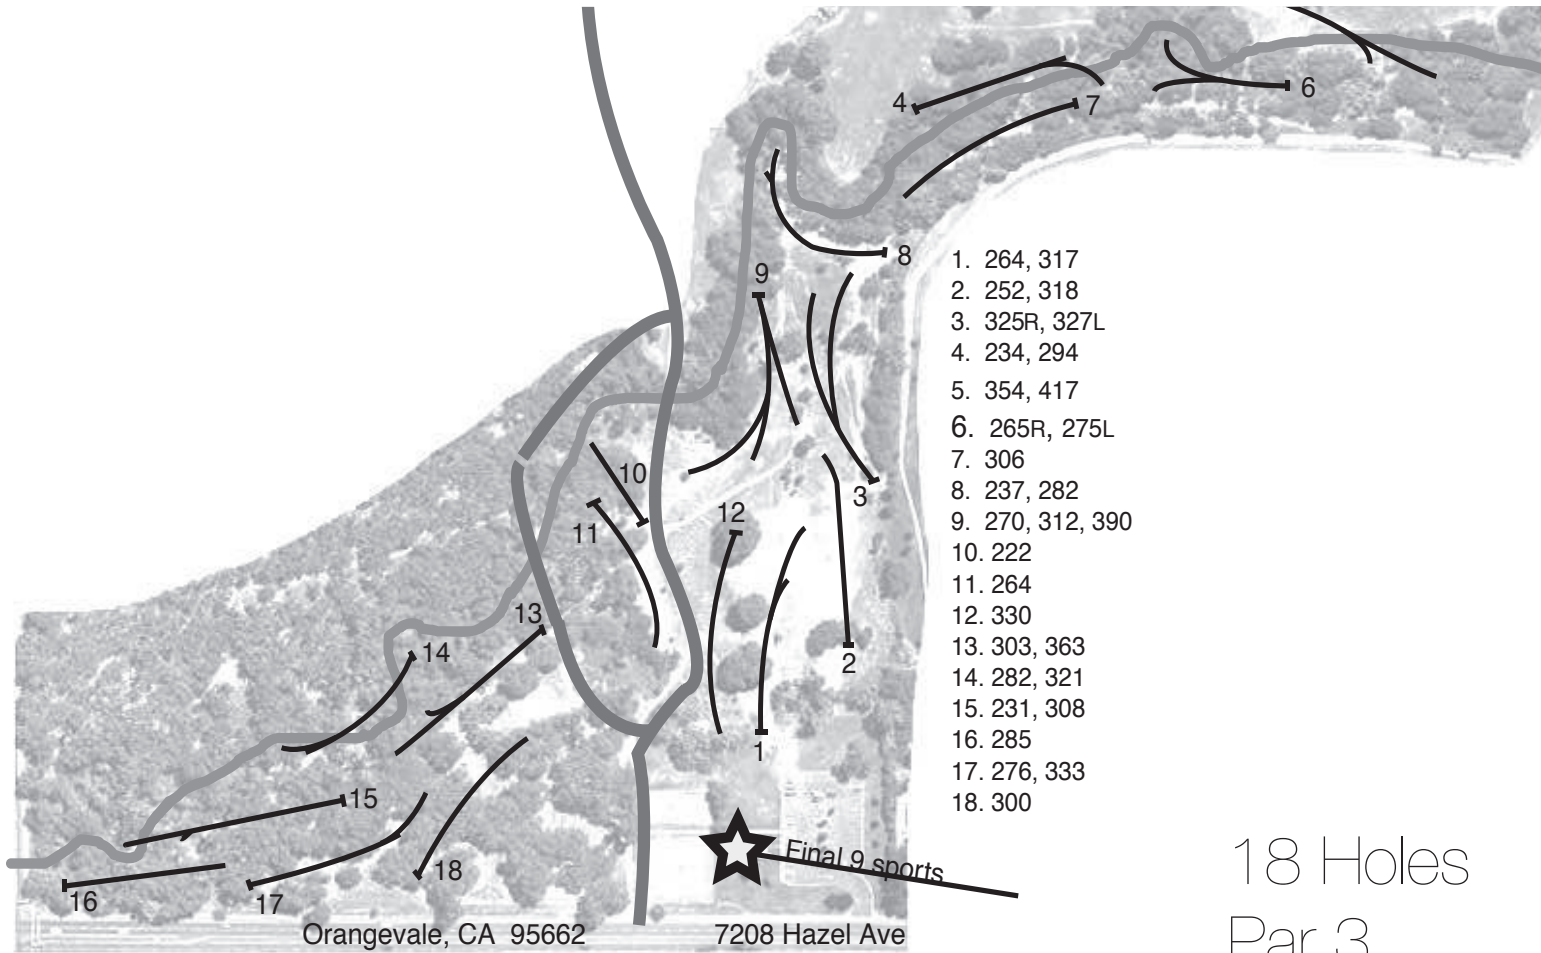 4
7
6
8
9
1. 264, 317
2. 252, 318
3. 325R, 327L
4. 234, 294
5. 354, 417
6. 265R, 275L
7. 306
8. 237, 282
9. 270, 312, 390
10. 222
11. 264
12. 330
13. 303, 363
14. 282, 321
15. 231, 308
16. 285
17. 276, 333
18. 300
10
3
11
12
13
14
2
1
15
18
16
17
Final 9 sports
Orangevale, CA 95662
7208 Hazel Ave
18 Holes
Par 3